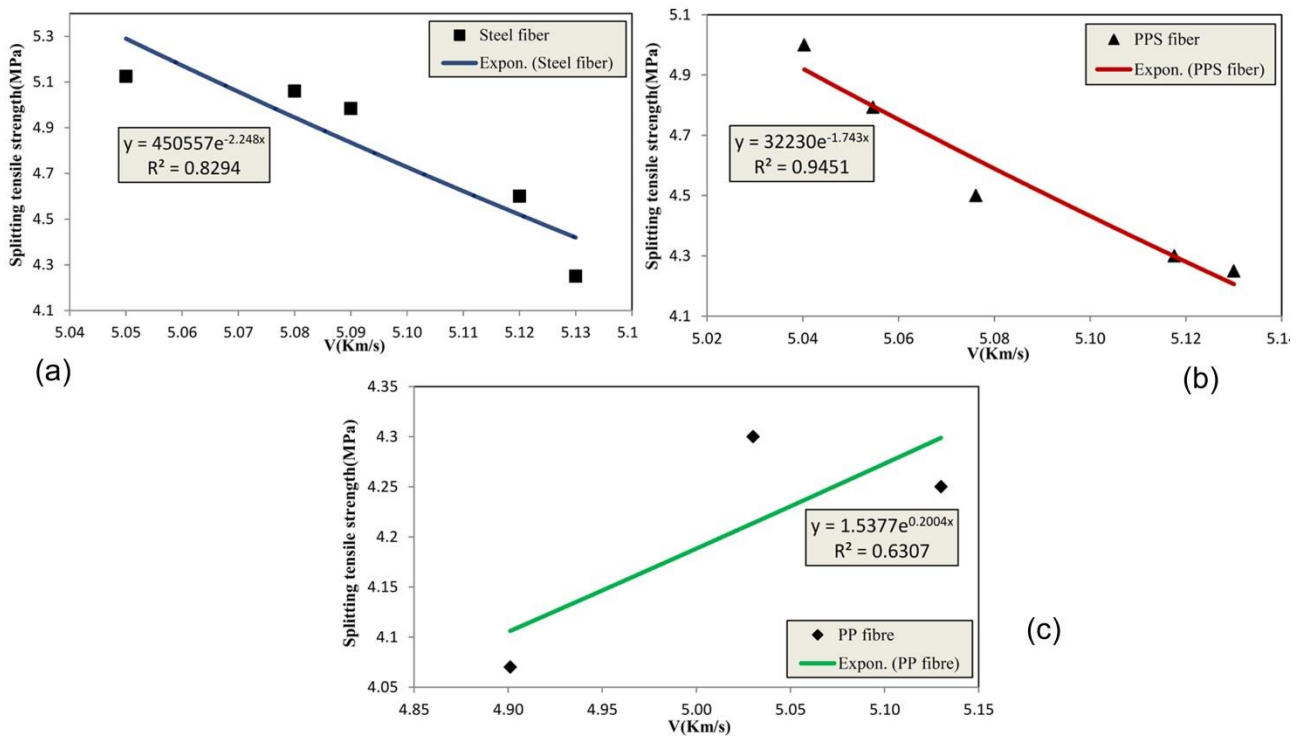 Splitting tensile strength(MPa)
5.3
5.1
4.9
4.7
4.5
4.3
4.1
Steel fiber
Expon. (Steel fiber)
y = 450557e^-2.248x
R² = 0.8294
5.04 5.05 5.06 5.07 5.08 5.09 5.10 5.11 5.12 5.13 5.1
V(Km/s)
(a)
Splitting tensile strength(MPa)
5.1
4.9
4.7
4.5
4.3
4.1
PPS fiber
Expon. (PPS fiber)
y = 32230e^-1.743x
R² = 0.9451
5.02 5.04 5.06 5.08 5.10 5.12 5.14
V(Km/s)
(b)
Splitting tensile strength(MPa)
4.35
4.3
4.25
4.2
4.15
4.1
4.05
y = 1.5377e^0.2004x
R² = 0.6307
PP fibre
Expon. (PP fibre)
4.85 4.90 4.95 5.00 5.05 5.10 5.15
V(Km/s)
(c)